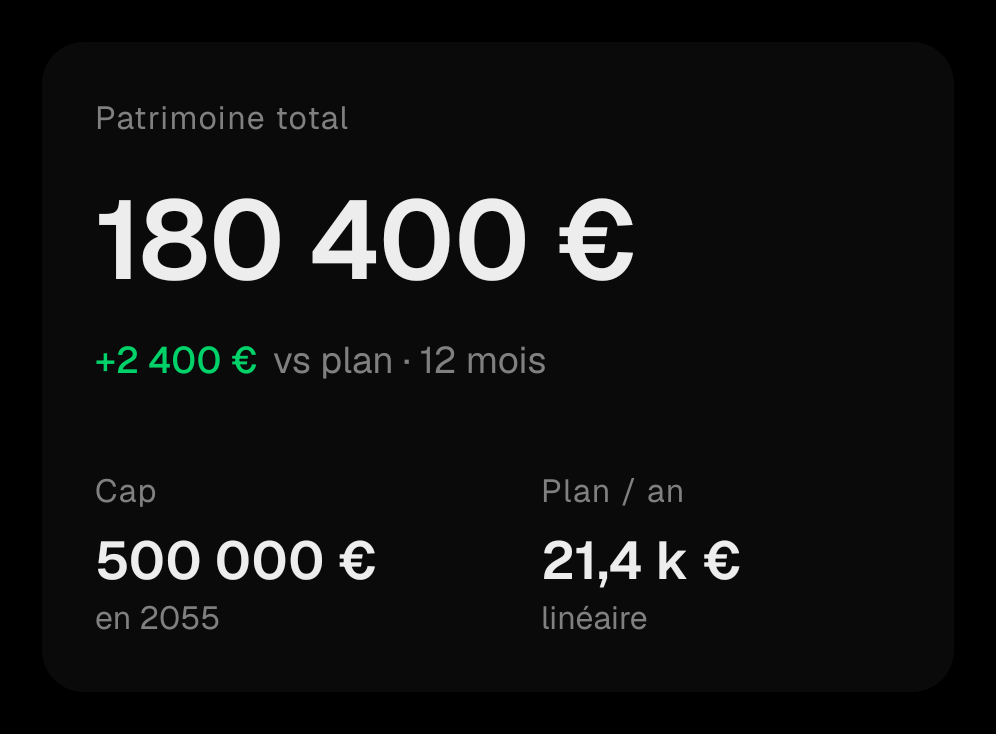 Patrimoine total
180 400 €
+2 400 € vs plan · 12 mois
Cap
500 000 €
en 2055
Plan / an
21,4 k €
linéaire